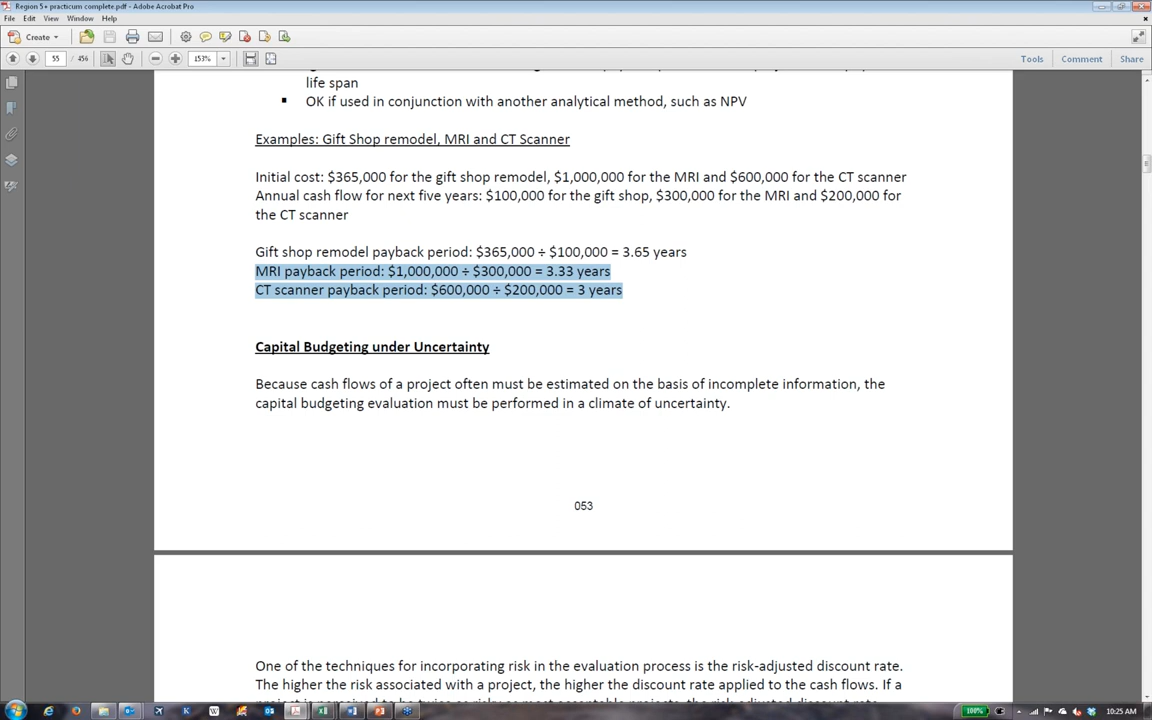 Region 5+ practicum complete.pdf - Adobe Acrobat Pro
File Edit View Window Help
Create
55 / 456 153% Tools Comment Share
life span
▪ OK if used in conjunction with another analytical method, such as NPV
Examples: Gift Shop remodel, MRI and CT Scanner
Initial cost: $365,000 for the gift shop remodel, $1,000,000 for the MRI and $600,000 for the CT scanner
Annual cash flow for next five years: $100,000 for the gift shop, $300,000 for the MRI and $200,000 for
the CT scanner
Gift shop remodel payback period: $365,000 ÷ $100,000 = 3.65 years
MRI payback period: $1,000,000 ÷ $300,000 = 3.33 years
CT scanner payback period: $600,000 ÷ $200,000 = 3 years
Capital Budgeting under Uncertainty
Because cash flows of a project often must be estimated on the basis of incomplete information, the
capital budgeting evaluation must be performed in a climate of uncertainty.
053
One of the techniques for incorporating risk in the evaluation process is the risk-adjusted discount rate.
The higher the risk associated with a project, the higher the discount rate applied to the cash flows. If a
100% 10:25 AM